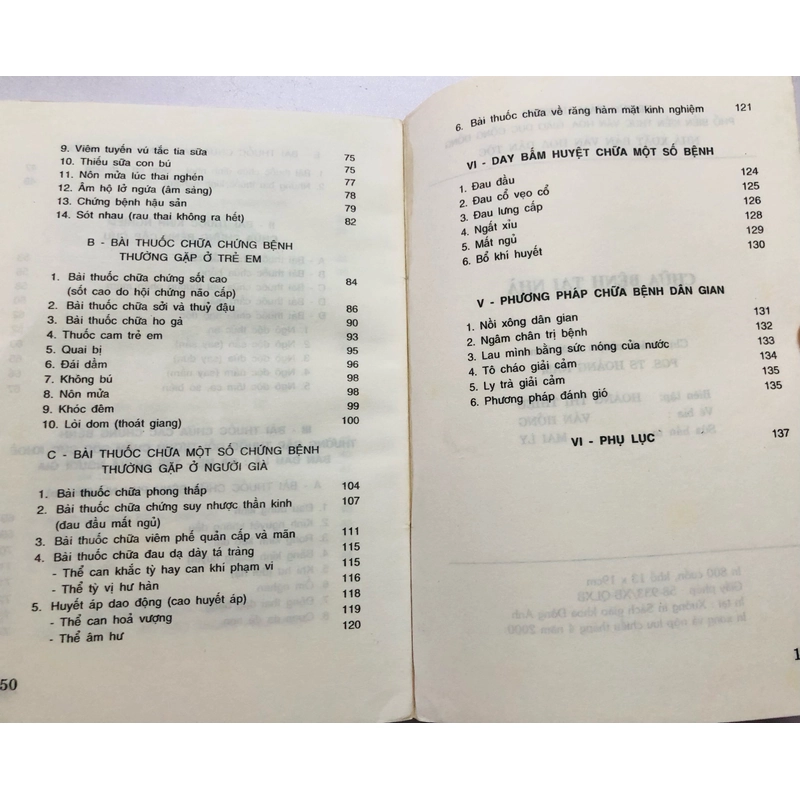 9. Viêm tuyến vú tắc tia sữa 75
10. Thiếu sữa con bú 75
11. Nôn mửa lúc thai nghén 77
12. Âm hộ lở ngứa (âm sáng) 78
13. Chứng bệnh hậu sản 79
14. Sót nhau (rau thai không ra hết) 82
B - BÀI THUỐC CHỮA CHỨNG BỆNH
THƯỜNG GẶP Ở TRẺ EM
1. Bài thuốc chữa chứng sốt cao 84
(sốt cao do hội chứng não cấp)
2. Bài thuốc chữa sởi và thuỷ đậu 86
3. Bài thuốc chữa ho gà 90
4. Thuốc cam trẻ em 93
5. Quai bị 95
6. Đái dầm 96
7. Không bú 98
8. Nôn mửa 98
9. Khóc đêm 99
10. Lòi dom (thoát giang) 100
C - BÀI THUỐC CHỮA MỘT SỐ CHỨNG BỆNH
THƯỜNG GẶP Ở NGƯỜI GIÀ
1. Bài thuốc chữa phong thấp 104
2. Bài thuốc chữa chứng suy nhược thần kinh 107
(đau đầu mất ngủ)
3. Bài thuốc chữa viêm phế quản cấp và mãn 111
4. Bài thuốc chữa đau dạ dày tá tràng 115
- Thể can khắc tỳ hay can khí phạm vi 115
- Thể tỳ vị hư hàn 116
5. Huyết áp dao động (cao huyết áp) 118
- Thể can hoả vượng 119
- Thể âm hư 120
50
6. Bài thuốc chữa về răng hàm mặt kinh nghiệm 121
VI - DAY BẤM HUYỆT CHỮA MỘT SỐ BỆNH
1. Đau đầu 124
2. Đau cổ vẹo cổ 125
3. Đau lưng cấp 126
4. Ngất xỉu 128
5. Mất ngủ 129
6. Bổ khí huyết 130
V - PHƯƠNG PHÁP CHỮA BỆNH DÂN GIAN
1. Nồi xông dân gian 131
2. Ngâm chân trị bệnh 132
3. Lau mình bằng sức nóng của nước 133
4. Tô cháo giải cảm 134
5. Ly trà giải cảm 135
6. Phương pháp đánh gió 135
VI - PHỤ LỤC 137